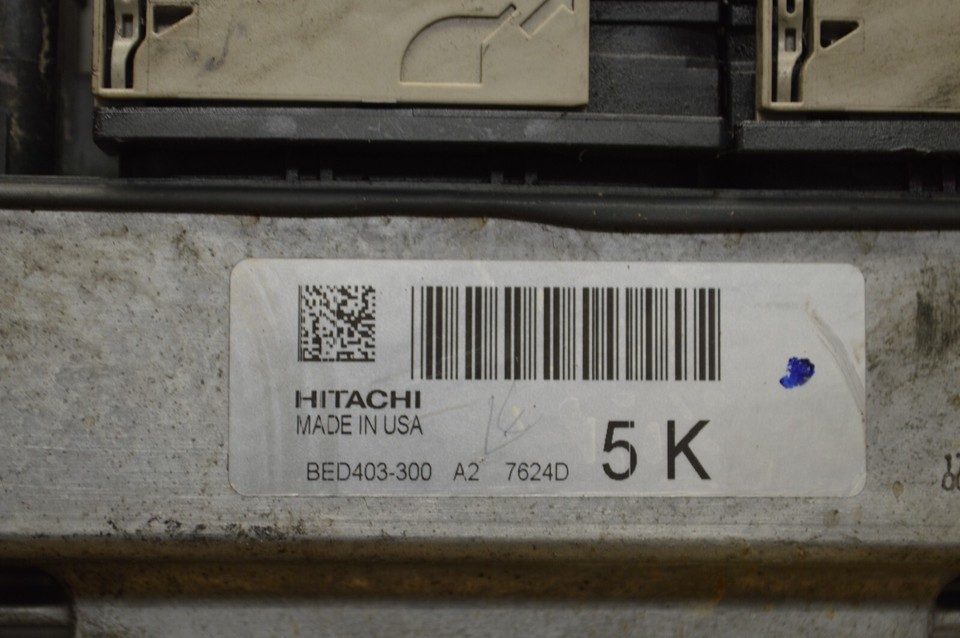 HITACHI
MADE IN USA
BED403-300 A2 7624D 5 K